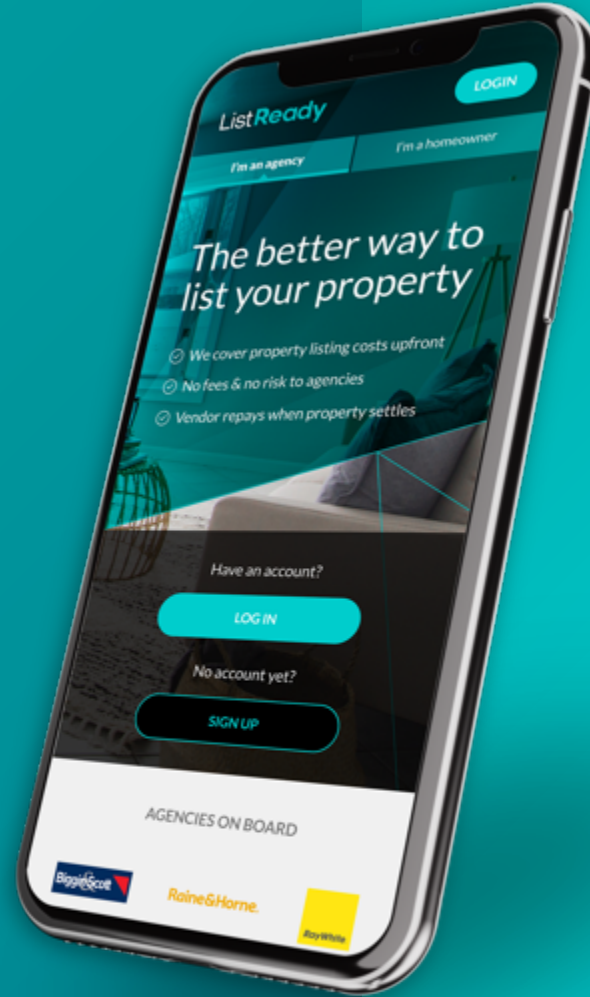 ListReady
LOGIN
I'm an agency
I'm a homeowner
The better way to
list your property
We cover property listing costs upfront
No fees & no risk to agencies
Vendor repays when property settles
Have an account?
LOG IN
No account yet?
SIGN UP
AGENCIES ON BOARD
Biggin&Scott
Raine&Horne.
RayWhite